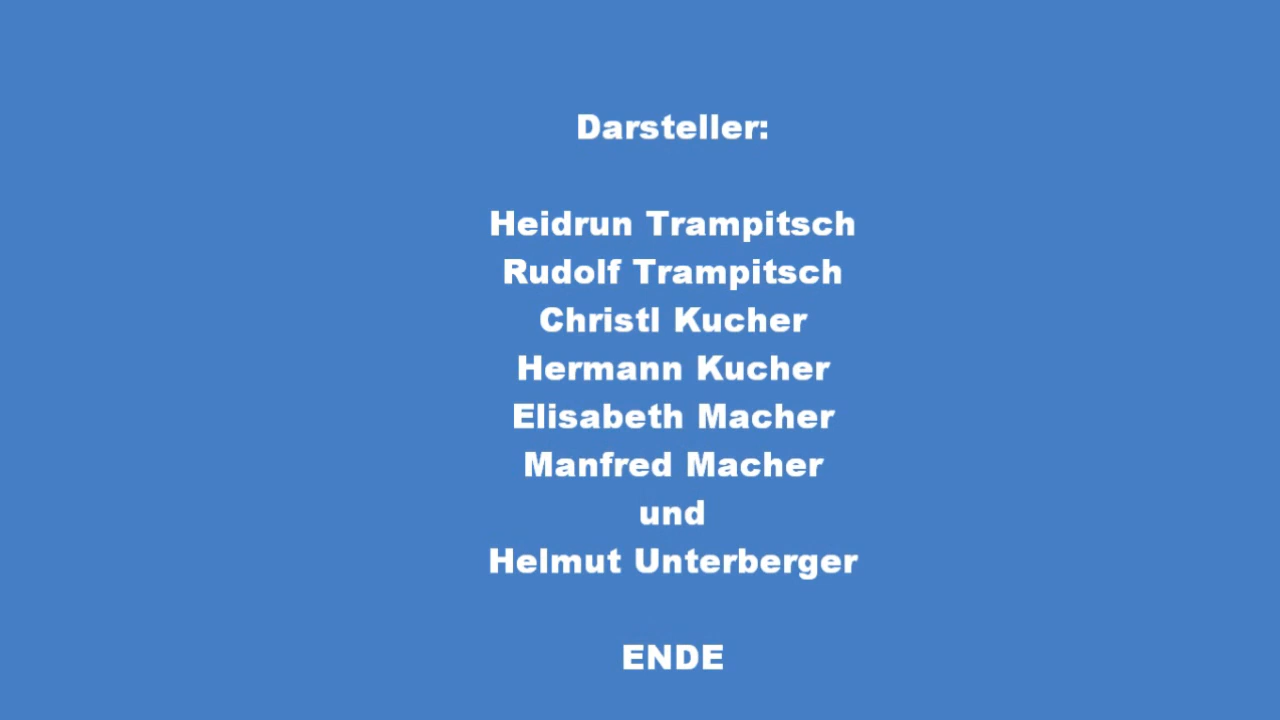 Darsteller:
Heidrun Trampitsch
Rudolf Trampitsch
Christl Kucher
Hermann Kucher
Elisabeth Macher
Manfred Macher
und
Helmut Unterberger
ENDE